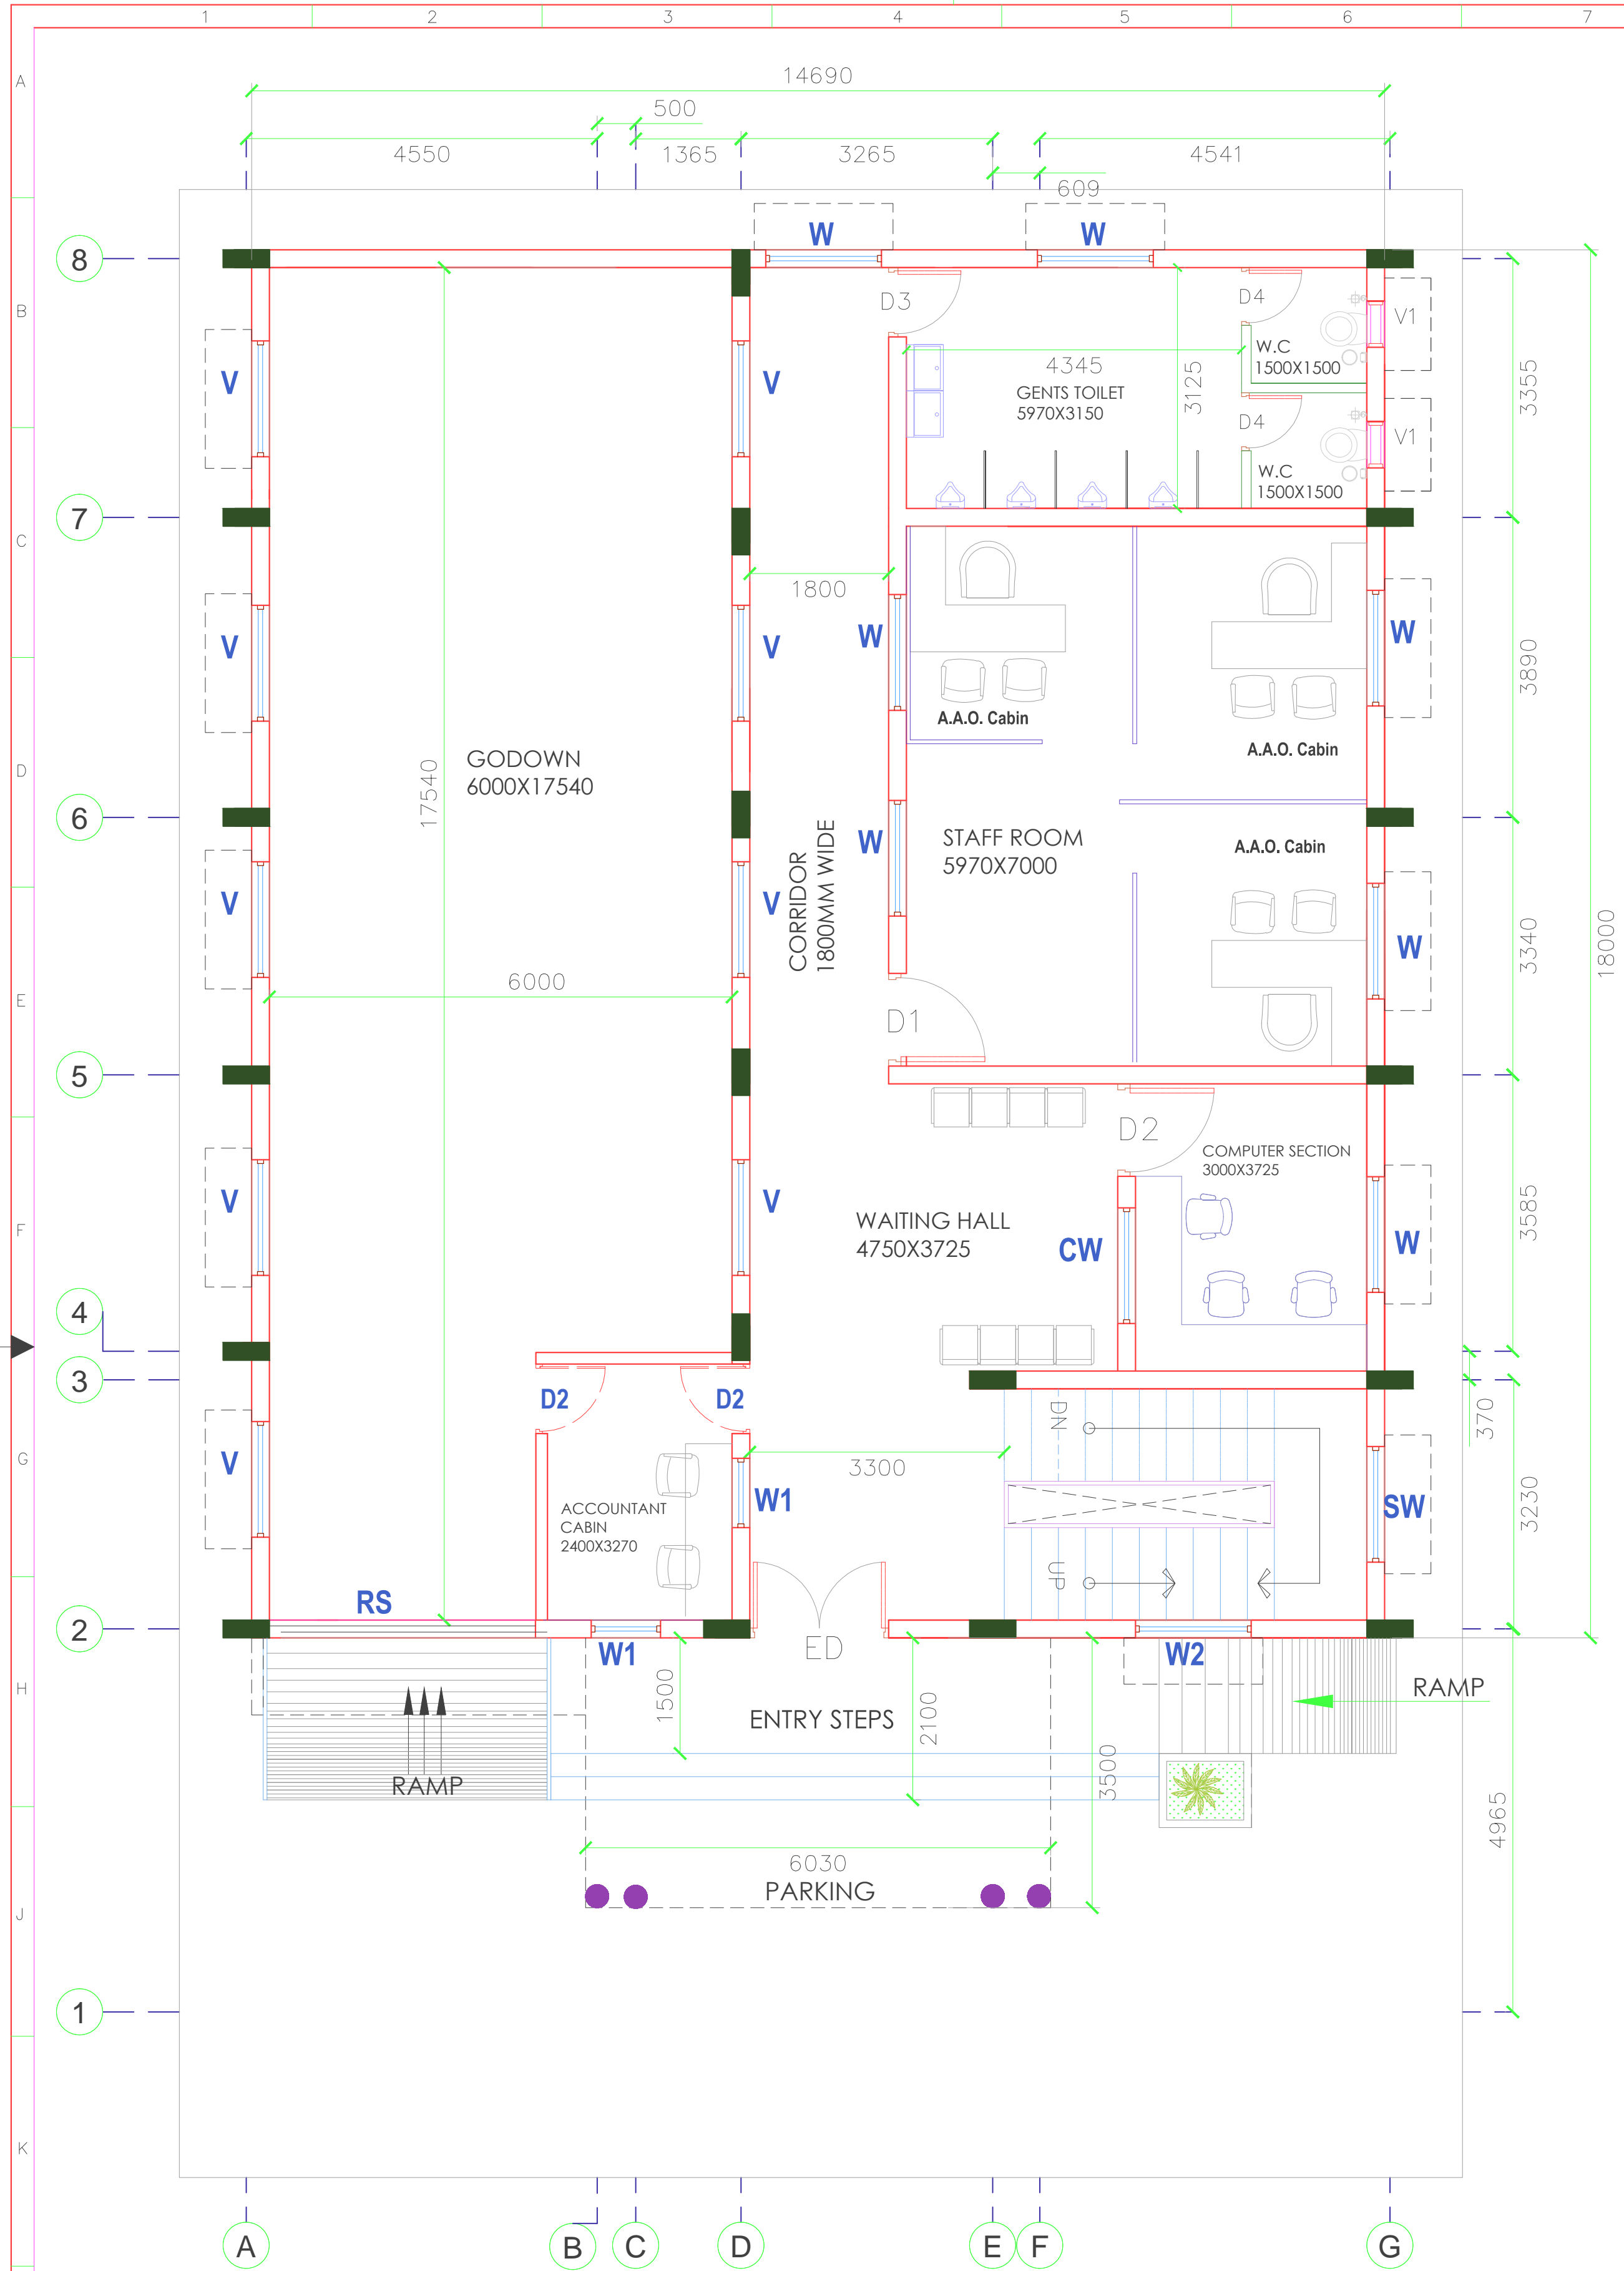 1 2 3 4 5 6 7
14690
500
4550 1365 3265 4541
609
A
B
C
D
E
F
G
H
J
K
8
7
6
5
4
3
2
1
W W
D3 D4
V1
W.C
1500X1500
4345
GENTS TOILET
5970X3150
3125
3355
V V
D4
V1
W.C
1500X1500
1800
V V W W
3890
A.A.O. Cabin
A.A.O. Cabin
GODOWN
6000X17540
17540
W
STAFF ROOM
5970X7000
A.A.O. Cabin
CORRIDOR
1800MM WIDE
V V
W
3340
18000
6000
D1
D2
COMPUTER SECTION
3000X3725
V V
WAITING HALL
4750X3725
CW
W
3585
D2 D2
DN
370
V
3300
W1
SW
3230
ACCOUNTANT
CABIN
2400X3270
UP
RS
W1
ED
W2
RAMP
1500
2100
ENTRY STEPS
3500
RAMP
4965
6030
PARKING
A B C D E F G